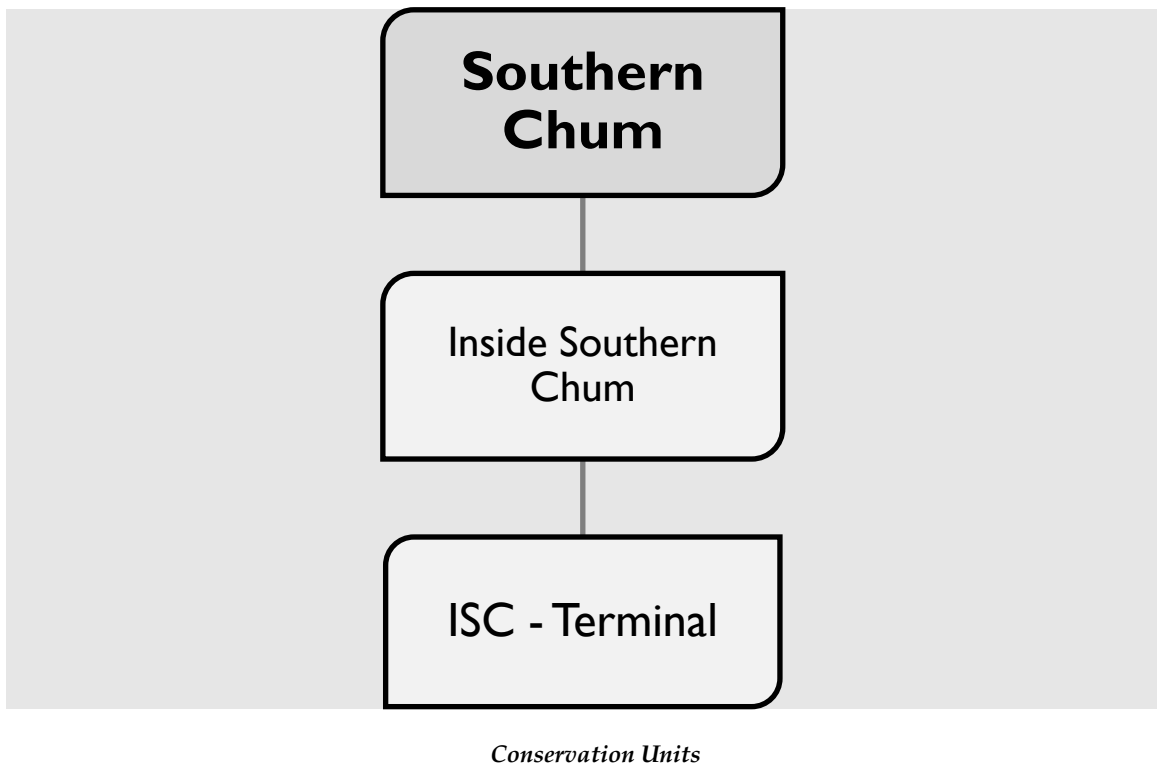 Southern
Chum
Inside Southern
Chum
ISC - Terminal
Conservation Units